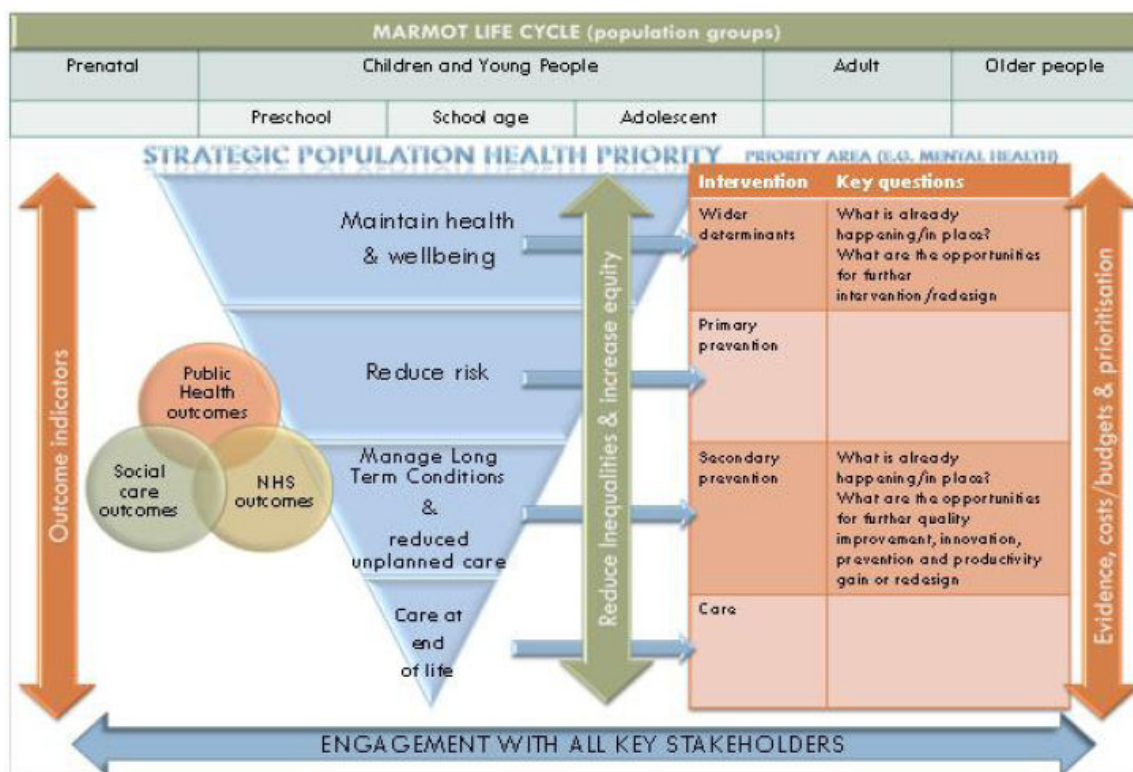 MARMOT LIFE CYCLE (population groups)
Prenatal
Children and Young People
Adult
Older people
Preschool
School age
Adolescent
STRATEGIC POPULATION HEALTH PRIORITY
PRIORITY AREA (E.G. MENTAL HEALTH)
Outcome indicators
Public
Health
outcomes
Social
care
outcomes
NHS
outcomes
Maintain health
& wellbeing
Reduce risk
Manage Long
Term Conditions
&
reduced
unplanned care
Care at
end
of life
Reduce Inequalities & increase equity
Intervention
Key questions
Wider
determinants
What is already
happening/in place?
What are the opportunities
for further
intervention/redesign
Primary
prevention
Secondary
prevention
What is already
happening/in place?
What are the opportunities
for further quality
improvement, innovation,
prevention and productivity
gain or redesign
Care
Evidence, costs/budgets & prioritisation
ENGAGEMENT WITH ALL KEY STAKEHOLDERS